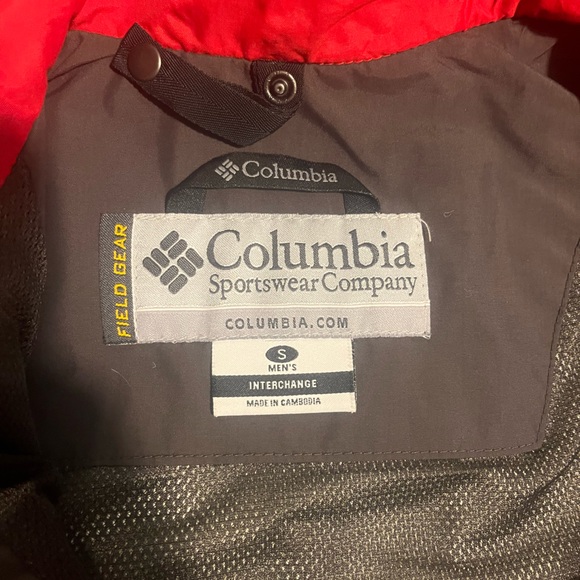 Columbia
FIELD GEAR
Columbia
Sportswear Company
COLUMBIA.COM
S
MEN'S
INTERCHANGE
MADE IN CAMBODIA